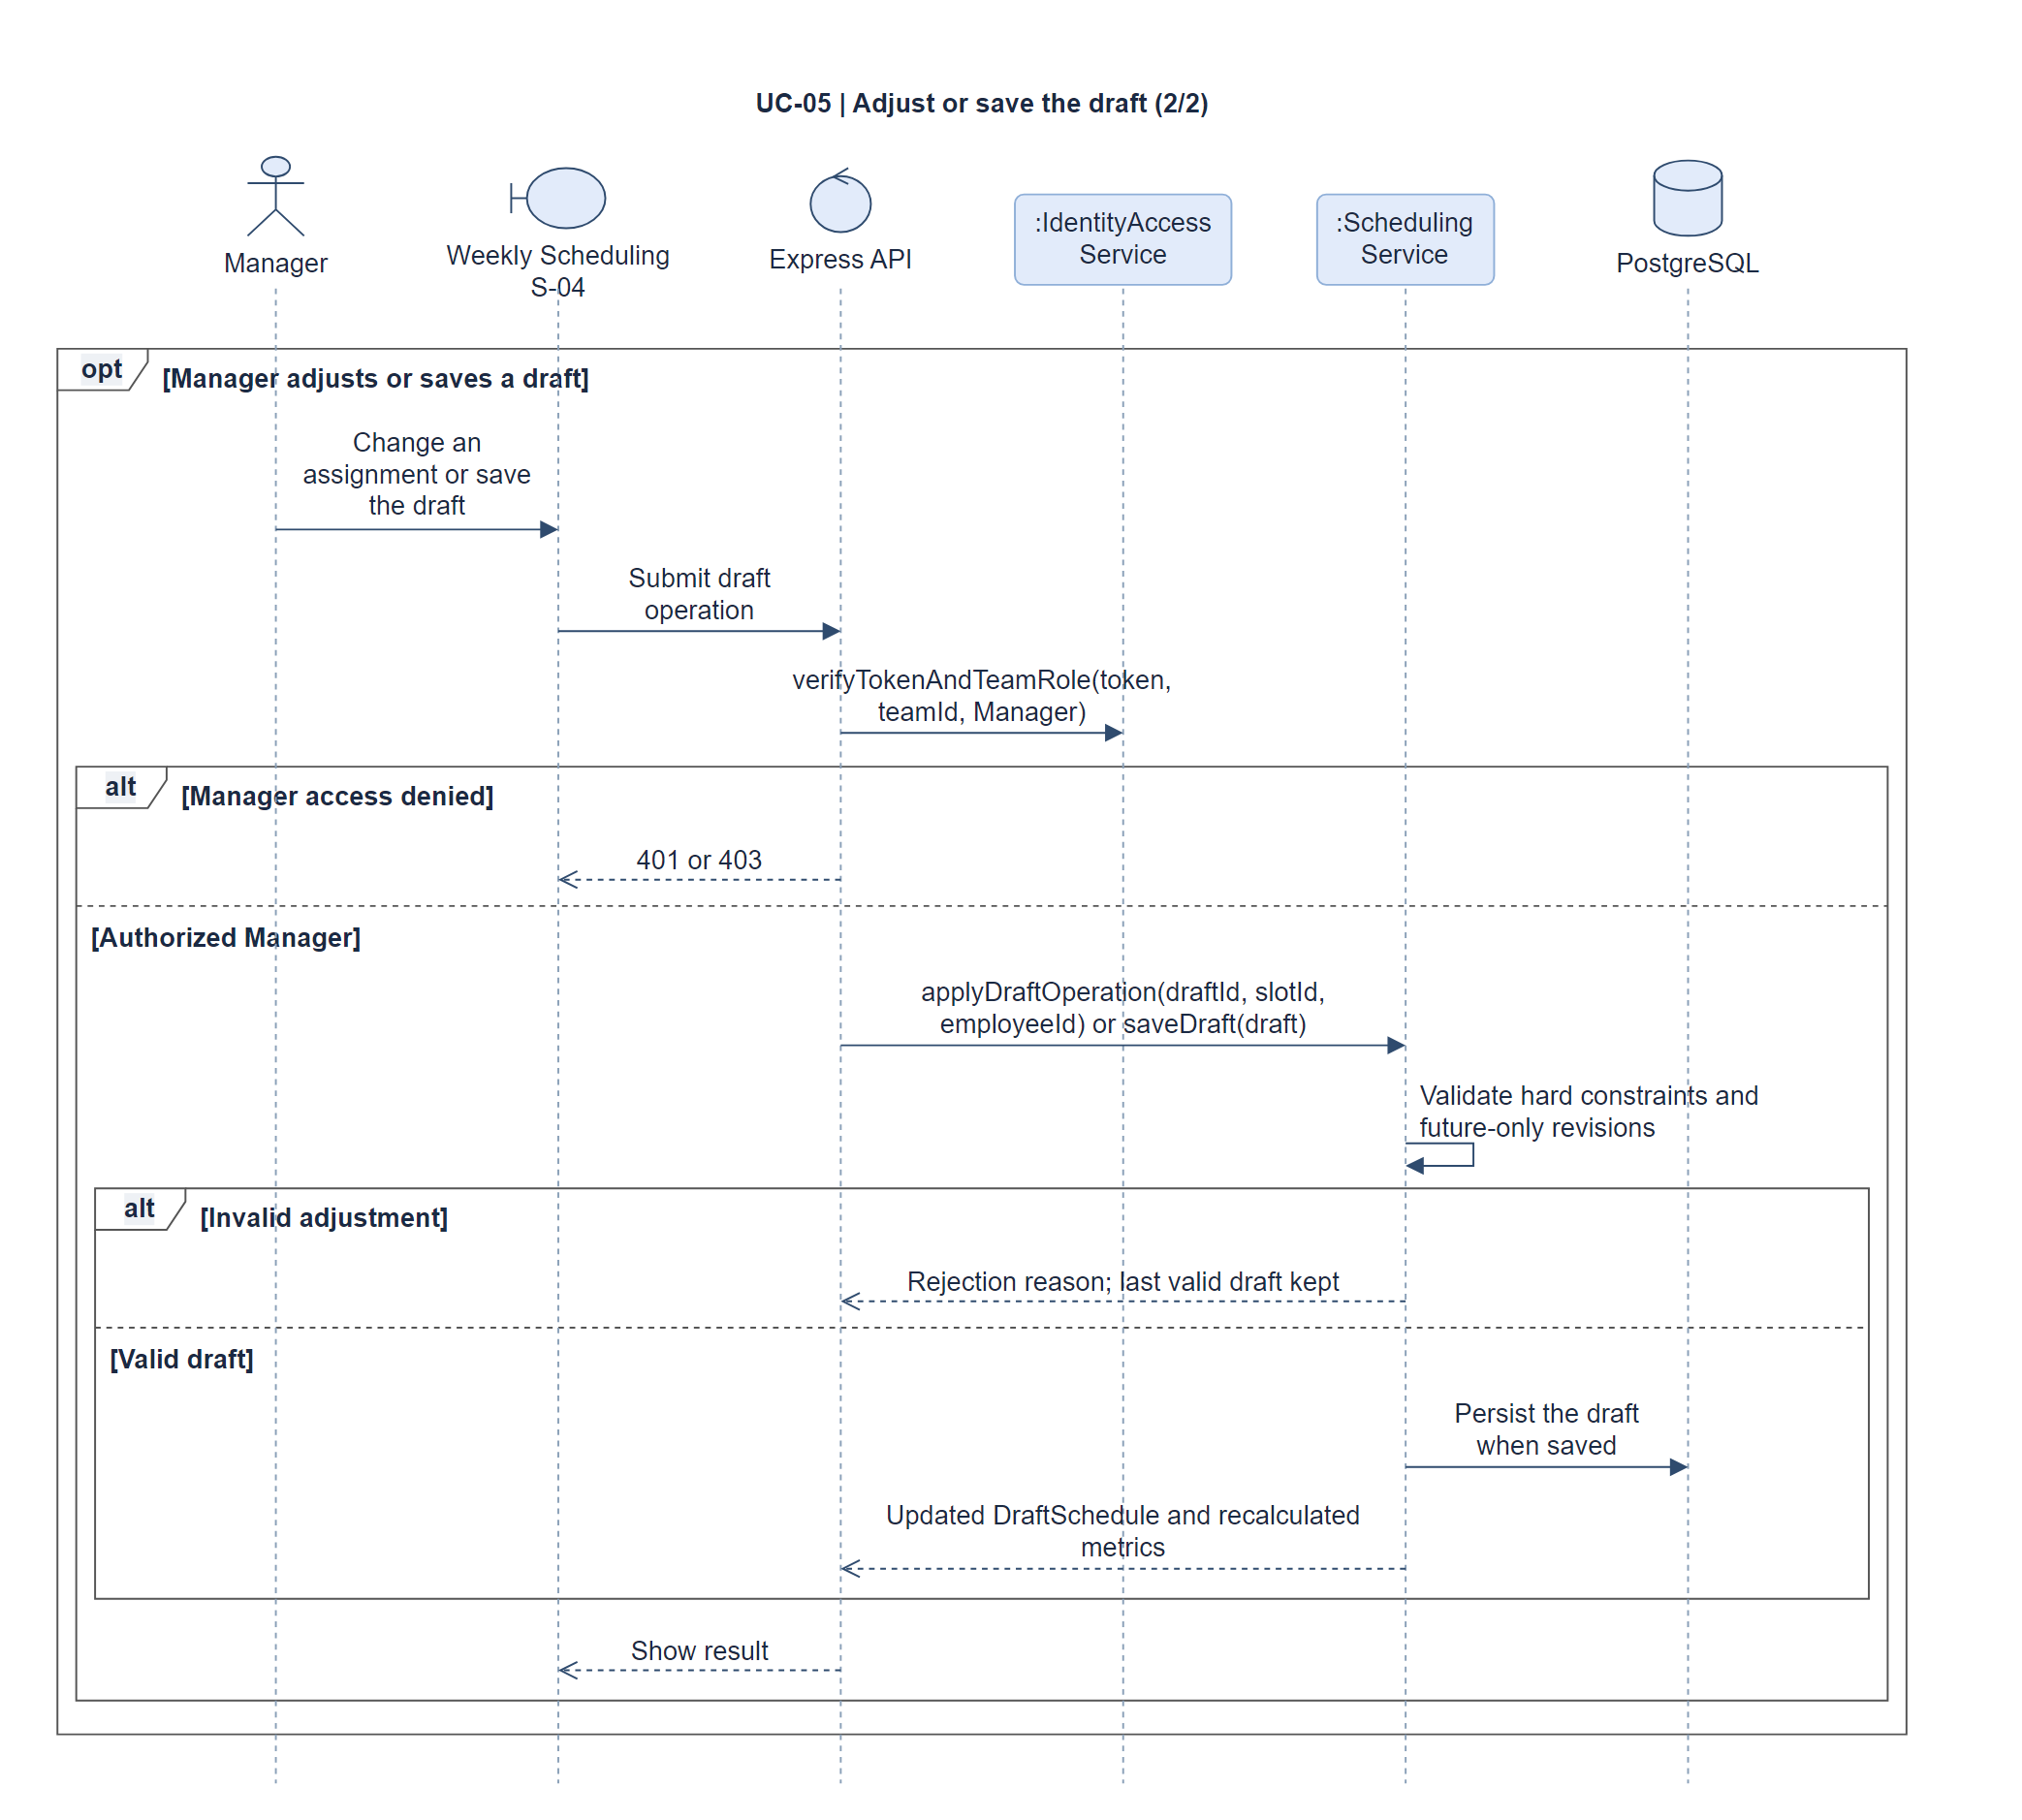 UC-05 | Adjust or save the draft (2/2)
Manager
Weekly Scheduling
S-04
Express API
:IdentityAccess
Service
:Scheduling
Service
PostgreSQL
opt
[Manager adjusts or saves a draft]
Change an
assignment or save
the draft
Submit draft
operation
verifyTokenAndTeamRole(token,
teamId, Manager)
alt
[Manager access denied]
401 or 403
[Authorized Manager]
applyDraftOperation(draftId, slotId,
employeeId) or saveDraft(draft)
Validate hard constraints and
future-only revisions
alt
[Invalid adjustment]
Rejection reason; last valid draft kept
[Valid draft]
Persist the draft
when saved
Updated DraftSchedule and recalculated
metrics
Show result